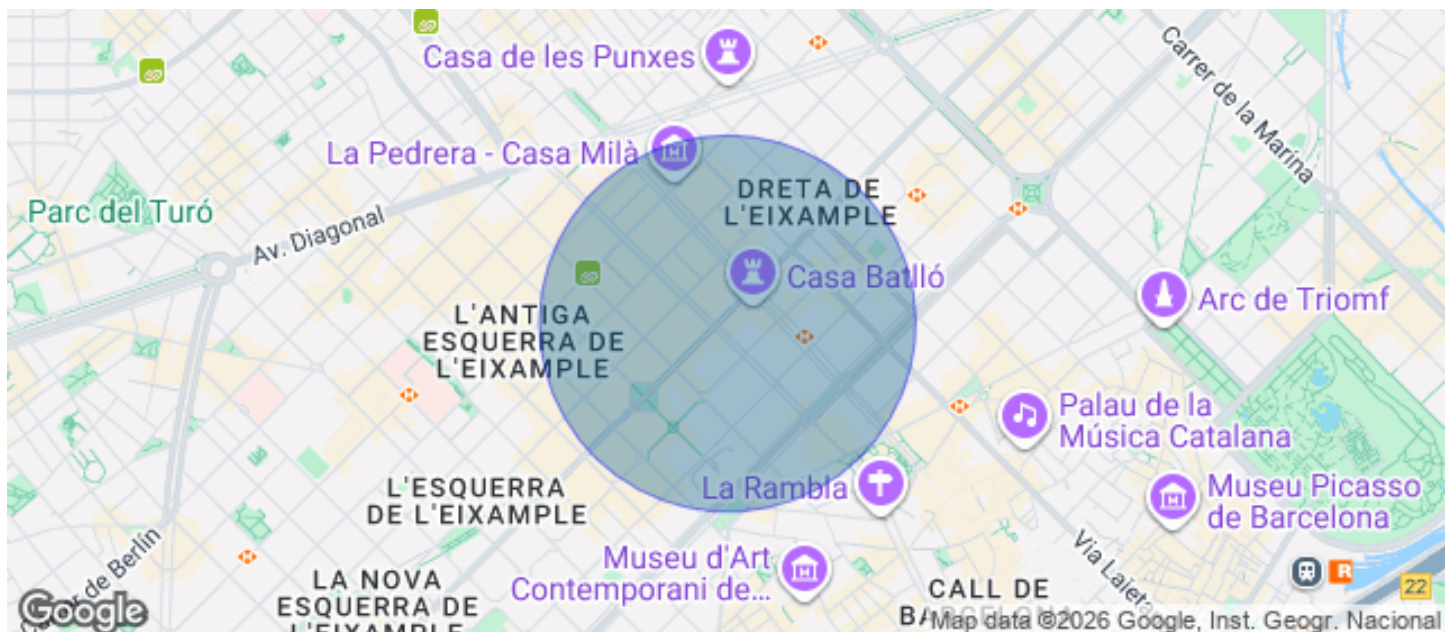 Casa de les Punxes
Carrer de la Marina
La Pedrera - Casa Milà
DRETA DE
L'EIXAMPLE
Parc del Turó
Av. Diagonal
Casa Batlló
Arc de Triomf
L'ANTIGA
ESQUERRA DE
L'EIXAMPLE
Palau de la
Música Catalana
L'ESQUERRA
DE L'EIXAMPLE
La Rambla
Museu Picasso
de Barcelona
Via Laieta
de Berlín
Museu d'Art
Contemporani de...
LA NOVA
ESQUERRA DE
L'EIXAMPLE
CALL DE
R
22
Google
Map data ©2026 Google, Inst. Geogr. Nacional